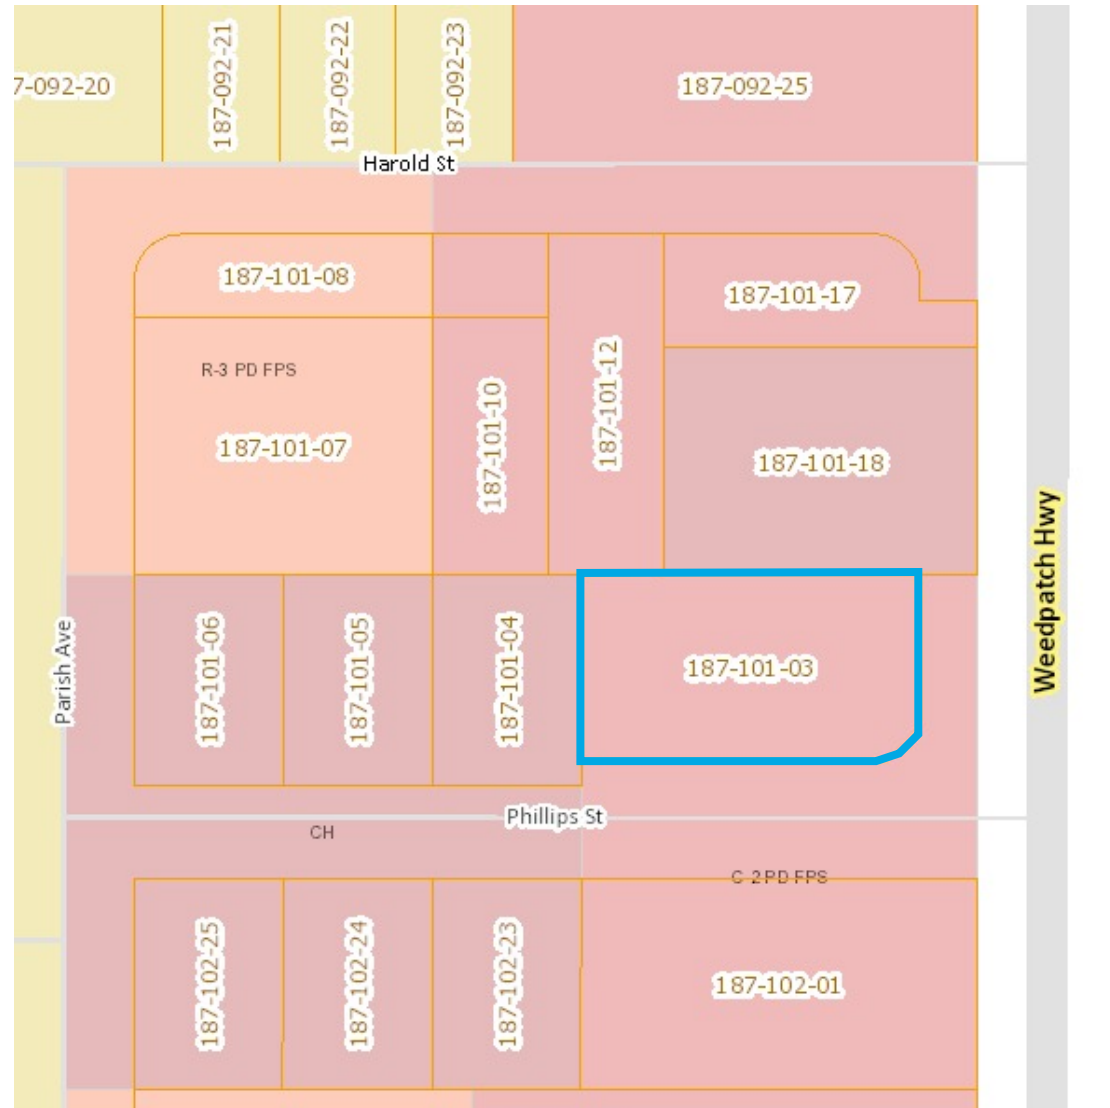 7-092-20
187-092-21
187-092-22
187-092-23
187-092-25
Harold St
187-101-08
187-101-17
R-3 PD FPS
187-101-07
187-101-10
187-101-12
187-101-18
Weedpatch Hwy
Parish Ave
187-101-06
187-101-05
187-101-04
187-101-03
Phillips St
CH
C-2 PD FPS
187-102-25
187-102-24
187-102-23
187-102-01